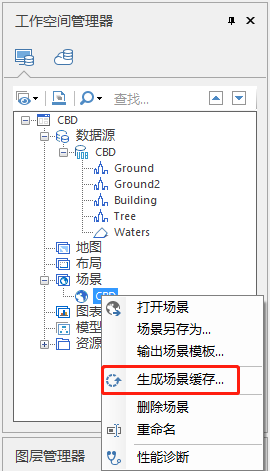 工作空间管理器
查找...
CBD
数据源
CBD
Ground
Ground2
Building
Tree
Waters
地图
布局
场景
CBD
图表
模型
资源
打开场景
场景另存为...
输出场景模板...
生成场景缓存...
删除场景
重命名
性能诊断
图层管理器